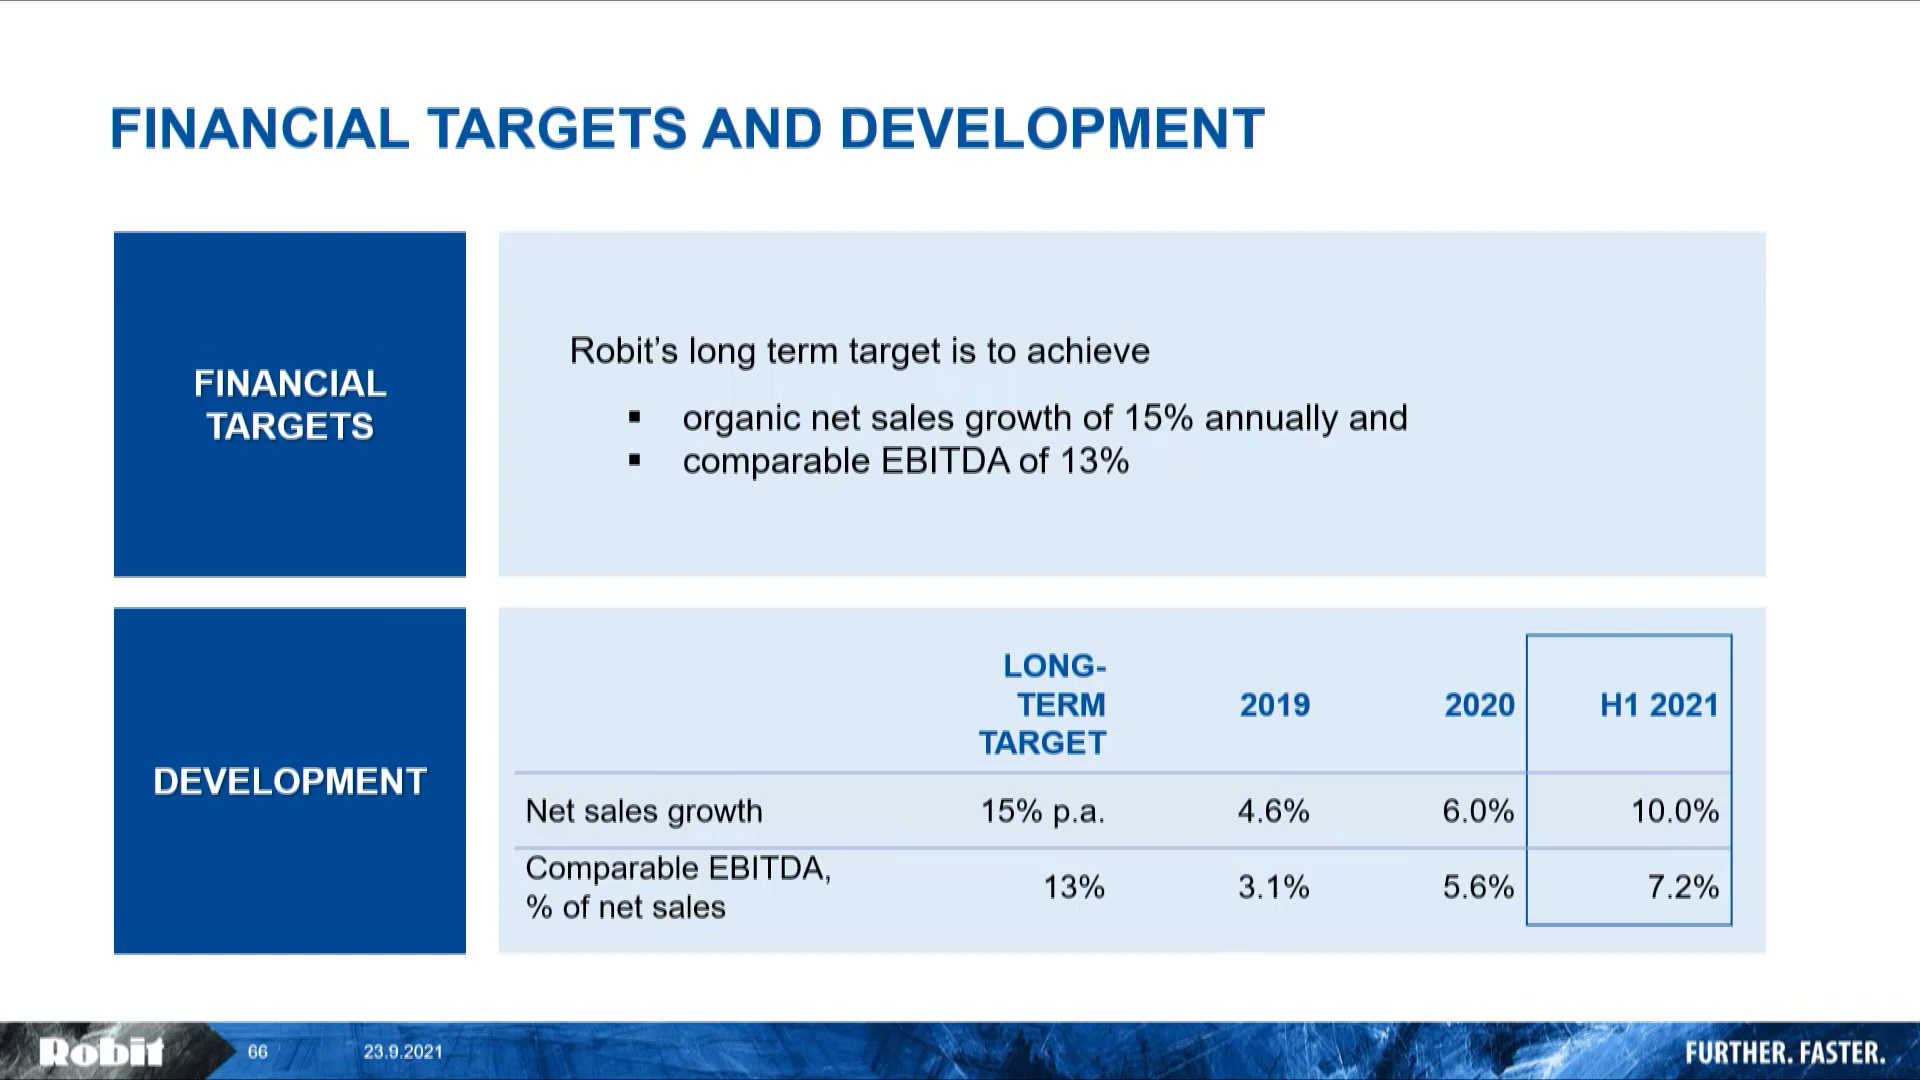 FINANCIAL TARGETS AND DEVELOPMENT
FINANCIAL
TARGETS
Robit’s long term target is to achieve
▪ organic net sales growth of 15% annually and
▪ comparable EBITDA of 13%
DEVELOPMENT
LONG-
TERM
TARGET
2019
2020
H1 2021
Net sales growth
15% p.a.
4.6%
6.0%
10.0%
Comparable EBITDA,
% of net sales
13%
3.1%
5.6%
7.2%
Robit
66
23.9.2021
FURTHER. FASTER.